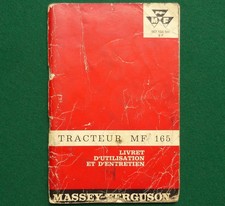 TRACTEUR MF 165
LIVRET
D'UTILISATION
ET D'ENTRETIEN
MASSEY-FERGUSON